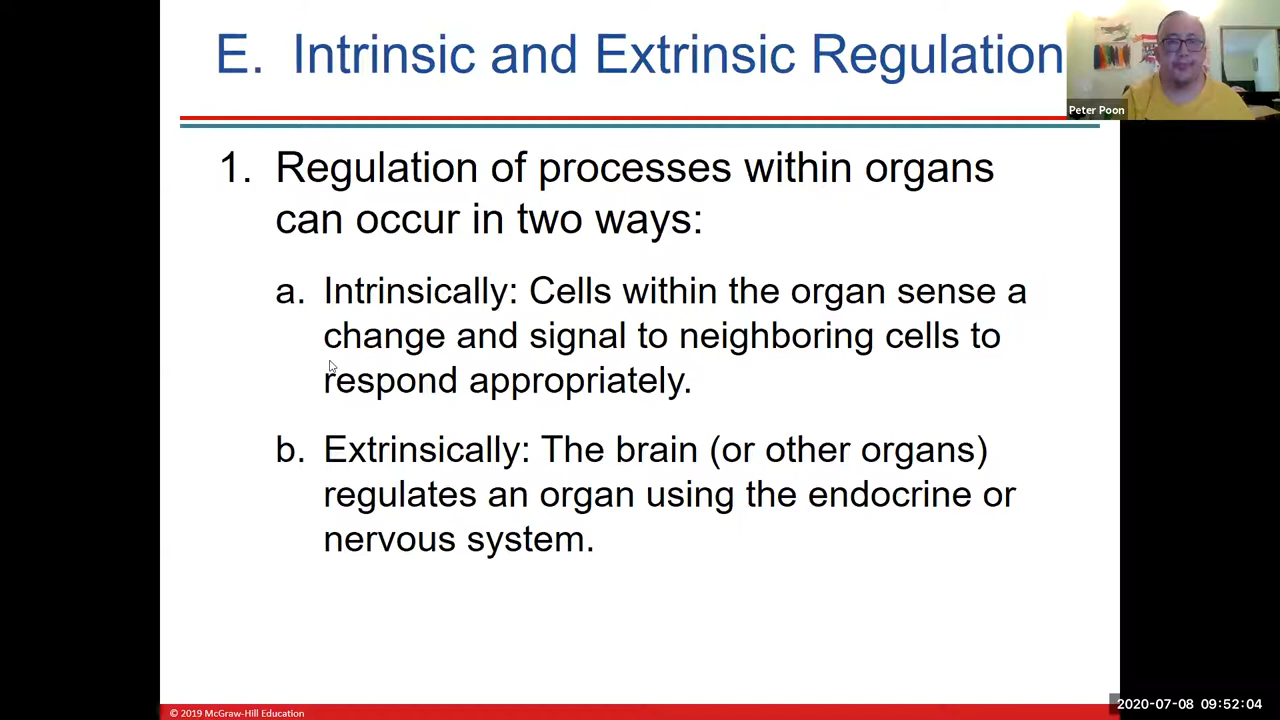 E. Intrinsic and Extrinsic Regulation
Peter Poon
1. Regulation of processes within organs
can occur in two ways:
a. Intrinsically: Cells within the organ sense a
change and signal to neighboring cells to
respond appropriately.
b. Extrinsically: The brain (or other organs)
regulates an organ using the endocrine or
nervous system.
© 2019 McGraw-Hill Education
2020-07-08 09:52:04